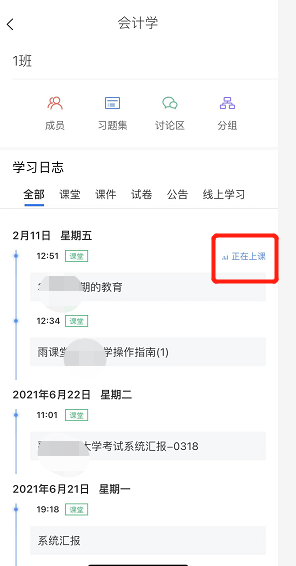 会计学
1班
成员 习题集 讨论区 分组
学习日志
全部 课堂 课件 试卷 公告 线上学习
2月11日 星期五
12:51 课堂 正在上课
期的教育
12:34 课堂
雨课堂 学操作指南(1)
2021年6月22日 星期二
11:01 课堂
大学考试系统汇报-0318
2021年6月21日 星期一
19:18 课堂
系统汇报